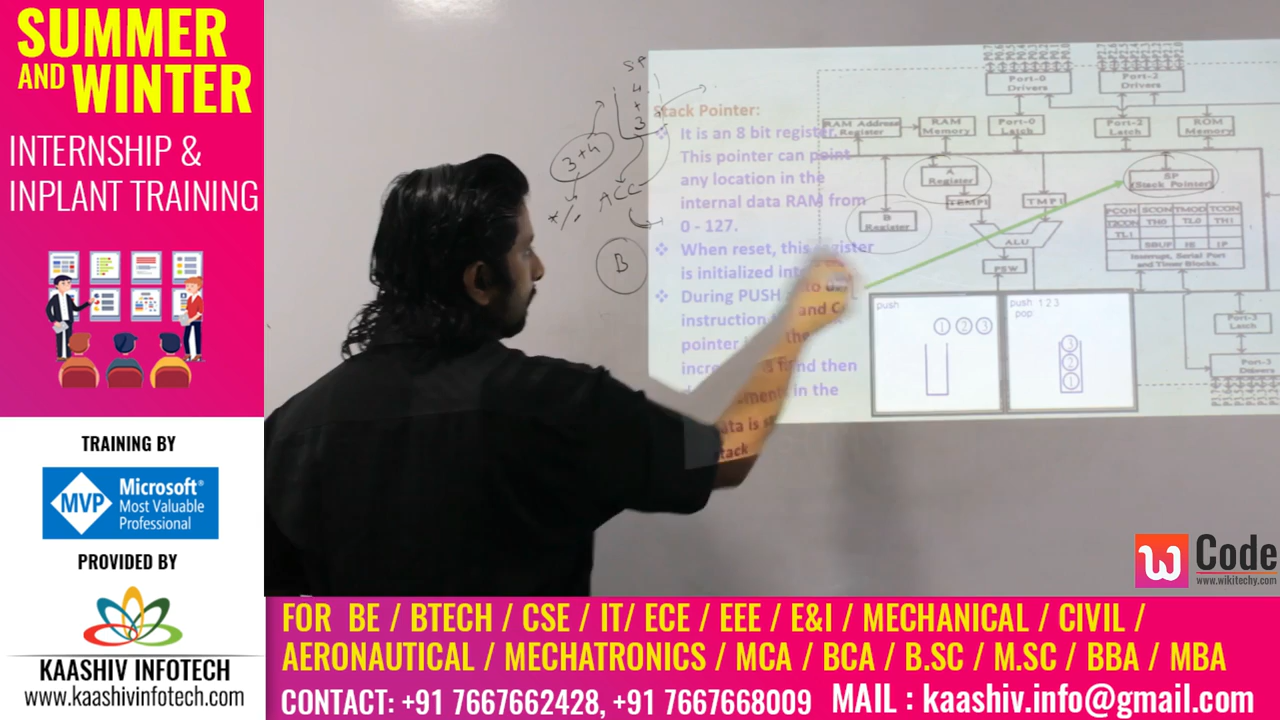 SUMMER
AND WINTER
INTERNSHIP &
INPLANT TRAINING
TRAINING BY
MVP
Microsoft®
Most Valuable
Professional
PROVIDED BY
KAASHIV INFOTECH
www.kaashivinfotech.com
SP
4
+
3
3+4
ACC
*/.
B
Stack Pointer:
It is an 8 bit register.
This pointer can point
any location in the
internal data RAM from
0 - 127.
When reset, this register
is initialized
During PUSH
instruction
pointer
then
in the
stack
Port-0
Drivers
Port-2
Drivers
RAM Address
Register
RAM
Memory
Port-0
Latch
Port-2
Latch
ROM
Memory
A
Register
SP
(Stack Pointer)
TMP1
B
Register
ALU
PSW
PCON SCON TMOD TCON
T2CON TH0 TL0 TH1
TL1
SBUF IE IP
Interrupt, Serial Port
and Timer Blocks.
Port-3
Latch
Port-3
Drivers
push
1 2 3
push 1 2 3
pop
3
2
1
w
Code
www.wikitechy.com
FOR BE / BTECH / CSE / IT/ ECE / EEE / E&I / MECHANICAL / CIVIL /
AERONAUTICAL / MECHATRONICS / MCA / BCA / B.SC / M.SC / BBA / MBA
CONTACT: +91 7667662428, +91 7667668009 MAIL : kaashiv.info@gmail.com